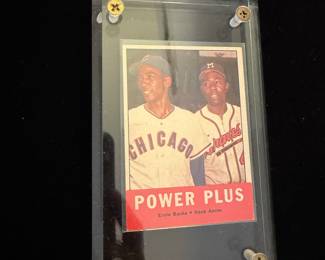 M
CHICAGO
POWER PLUS
Ernie Banks • Hank Aaron